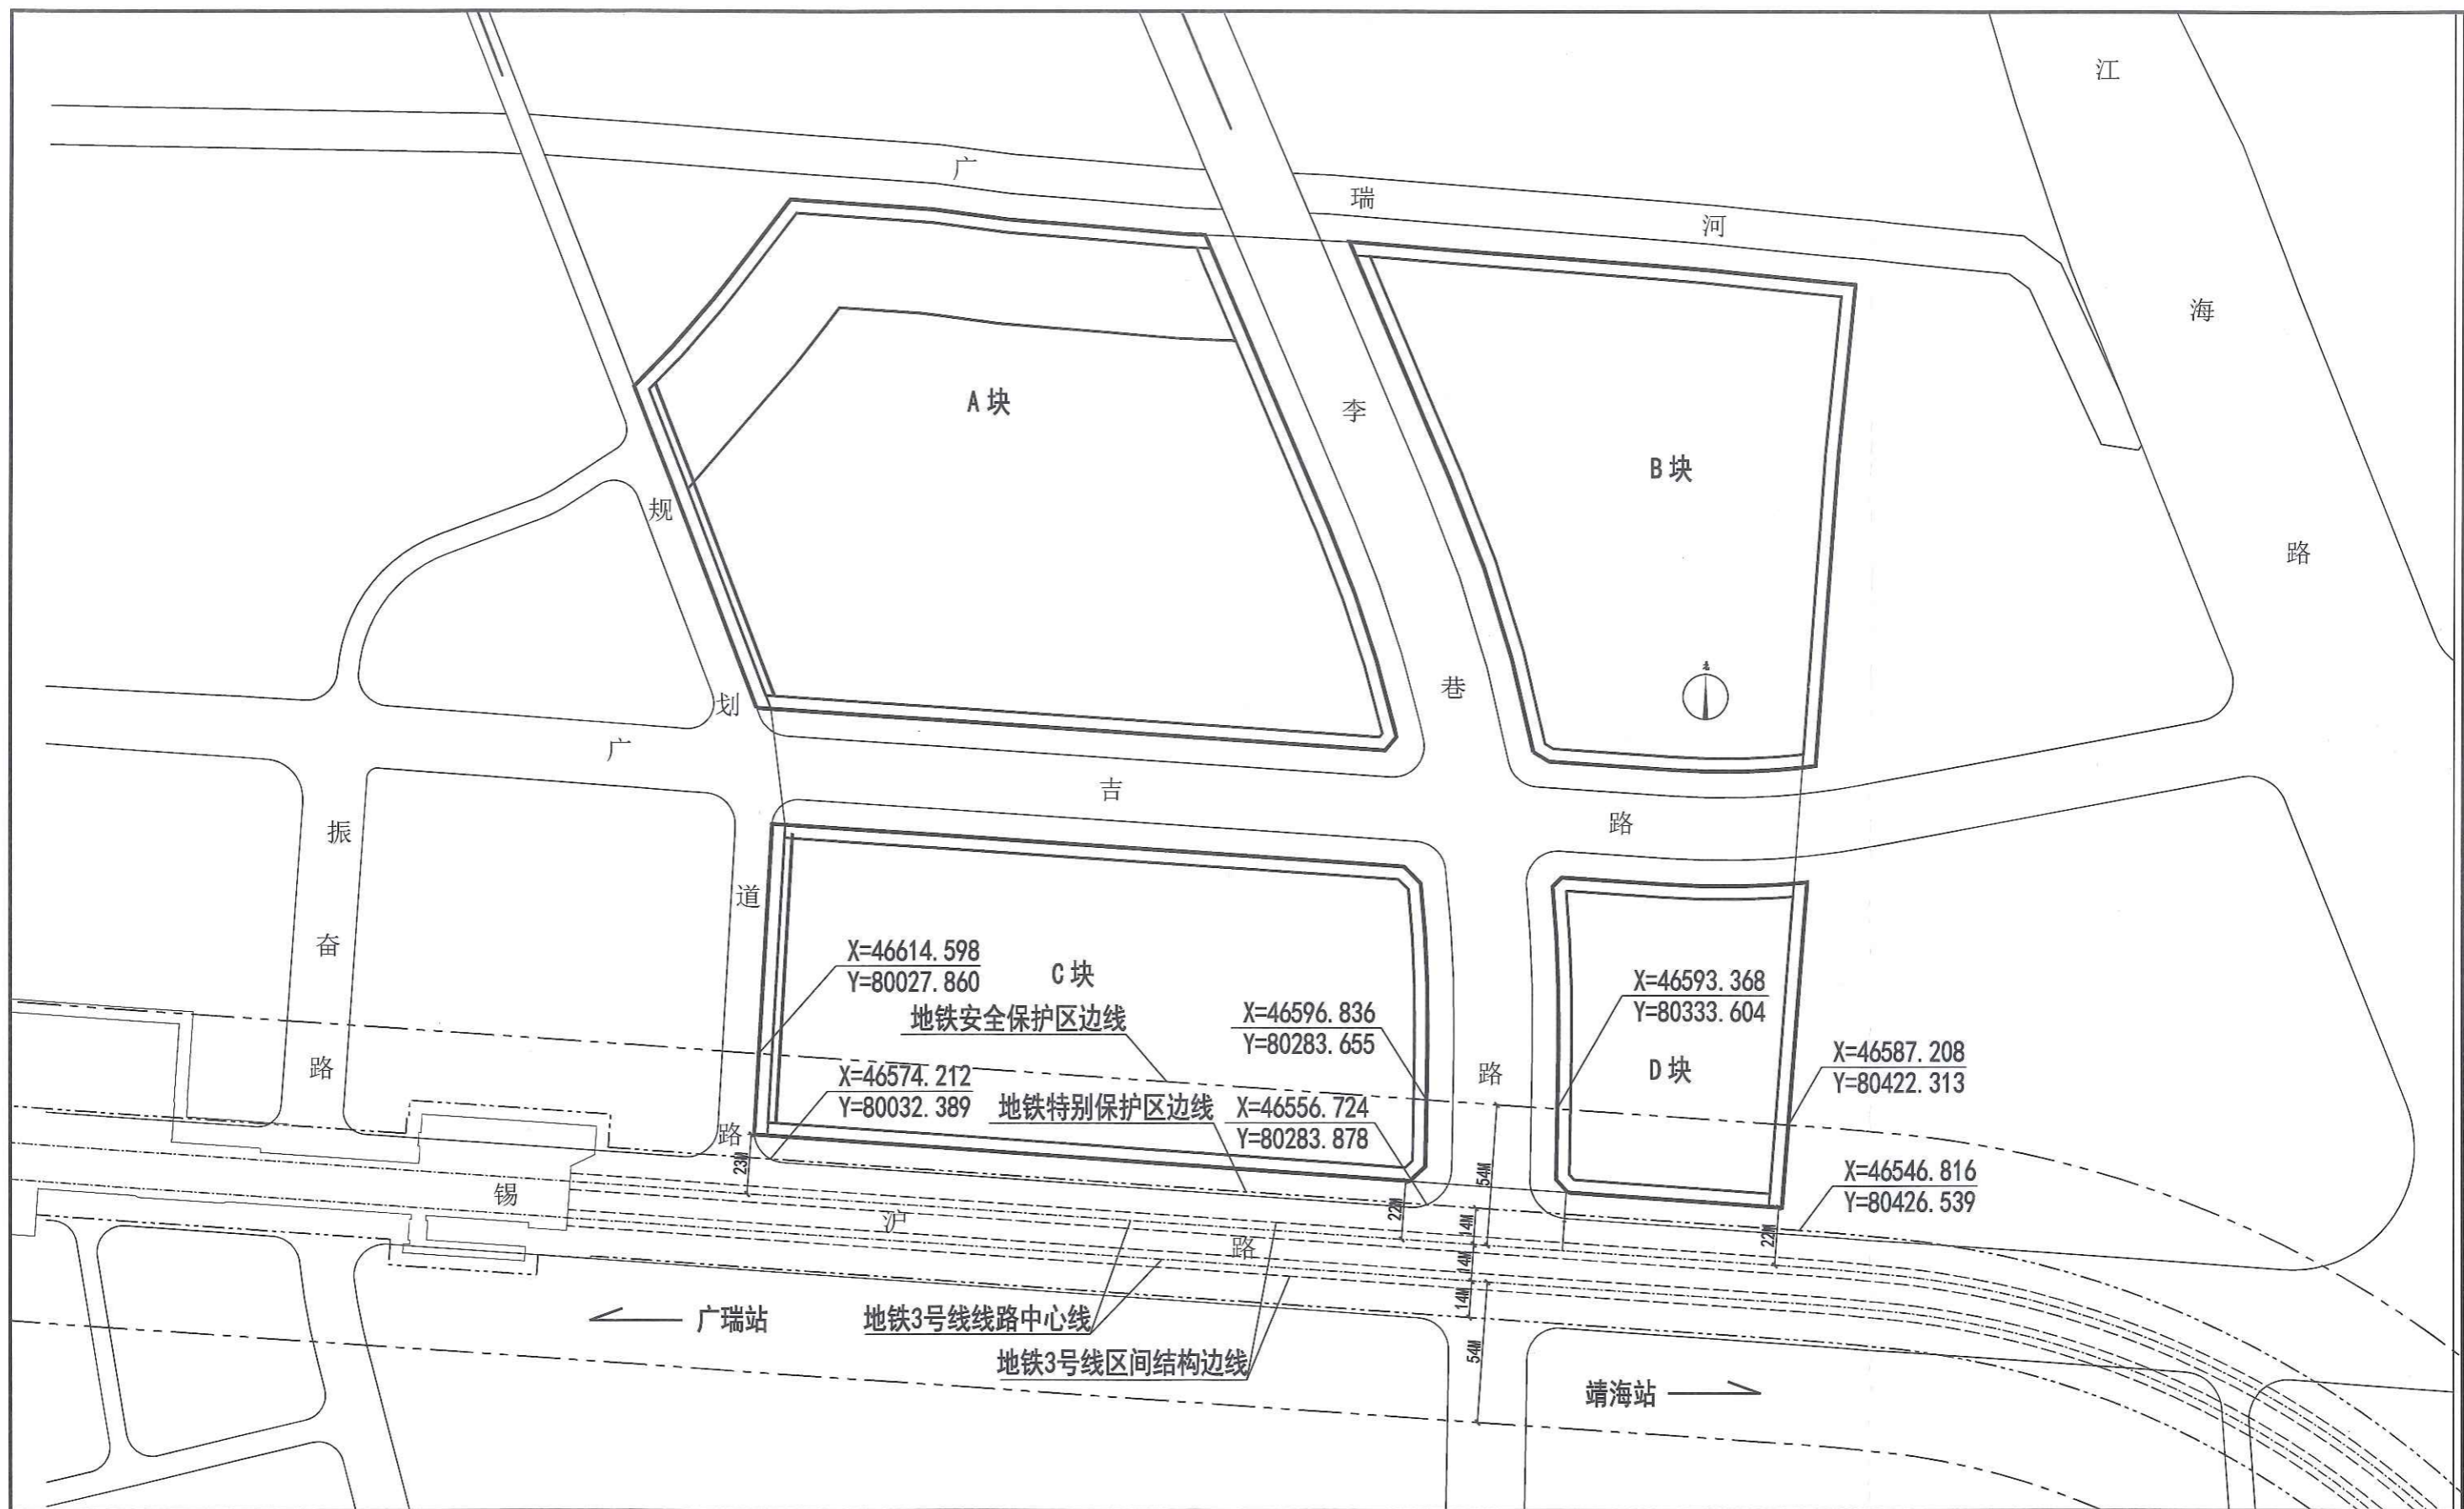 江
海
路
广
瑞
河
A 块
B 块
李
巷
路
北
规
划
道
路
广
吉
路
振
奋
路
X=46614.598
Y=80027.860
C 块
地铁安全保护区边线
X=46596.836
Y=80283.655
X=46593.368
Y=80333.604
D 块
X=46587.208
Y=80422.313
X=46574.212
Y=80032.389
地铁特别保护区边线
X=46556.724
Y=80283.878
X=46546.816
Y=80426.539
23M
22M
54M
14M
14M
14M
54M
22M
锡
沪
路
广瑞站
地铁3号线线路中心线
地铁3号线区间结构边线
靖海站